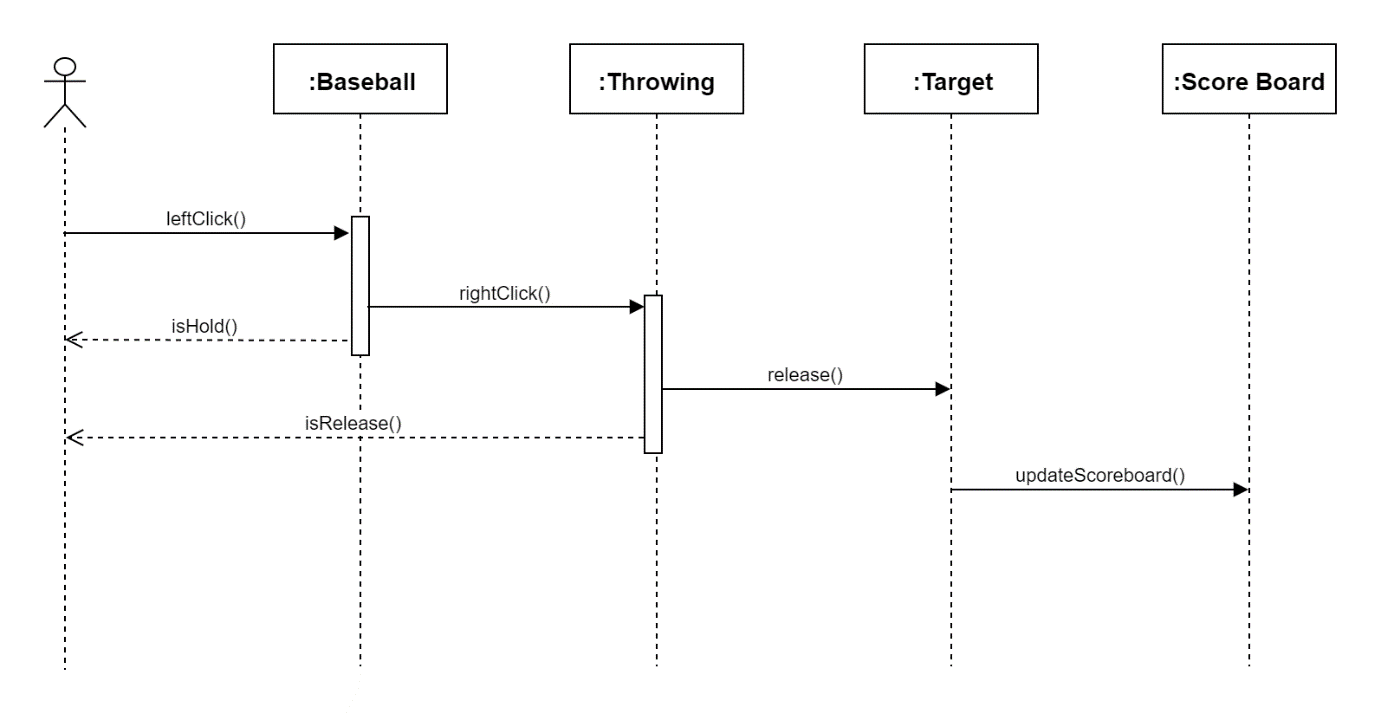 :Baseball
:Throwing
:Target
:Score Board
leftClick()
rightClick()
isHold()
release()
isRelease()
updateScoreboard()